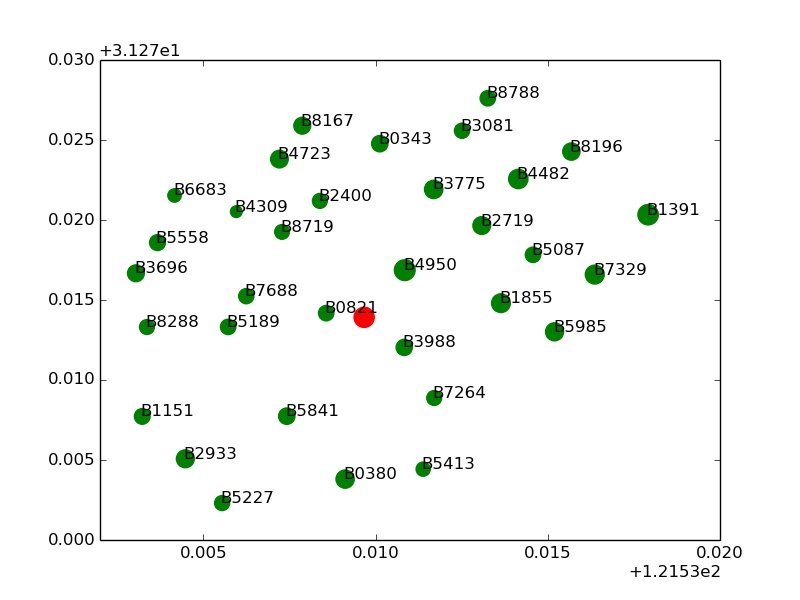 +3.127e1
0.030
B8788
B8167
B3081
0.025
B0343
B8196
B4723
B4482
B3775
B6683
B2400
B4309
B1391
0.020
B8719
B2719
B5558
B5087
B3696
B4950
B7329
B7688
0.015
B1855
B0821
B8288
B5189
B5985
B3988
0.010
B7264
B1151
B5841
B2933
0.005
B5413
B0380
B5227
0.000
0.005
0.010
0.015
0.020
+1.2153e2